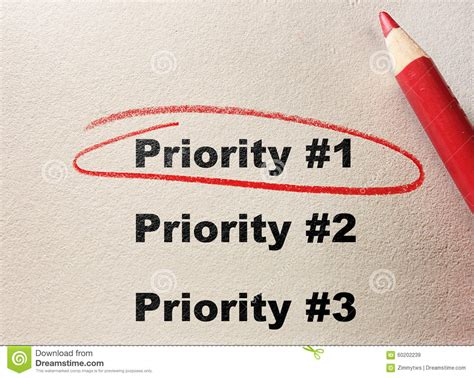 Priority #1
Priority #2
Priority #3
Download from
Dreamstime.com
This watermarked comp image is for previewing purposes only.
60202239
Zimmytws | Dreamstime.com